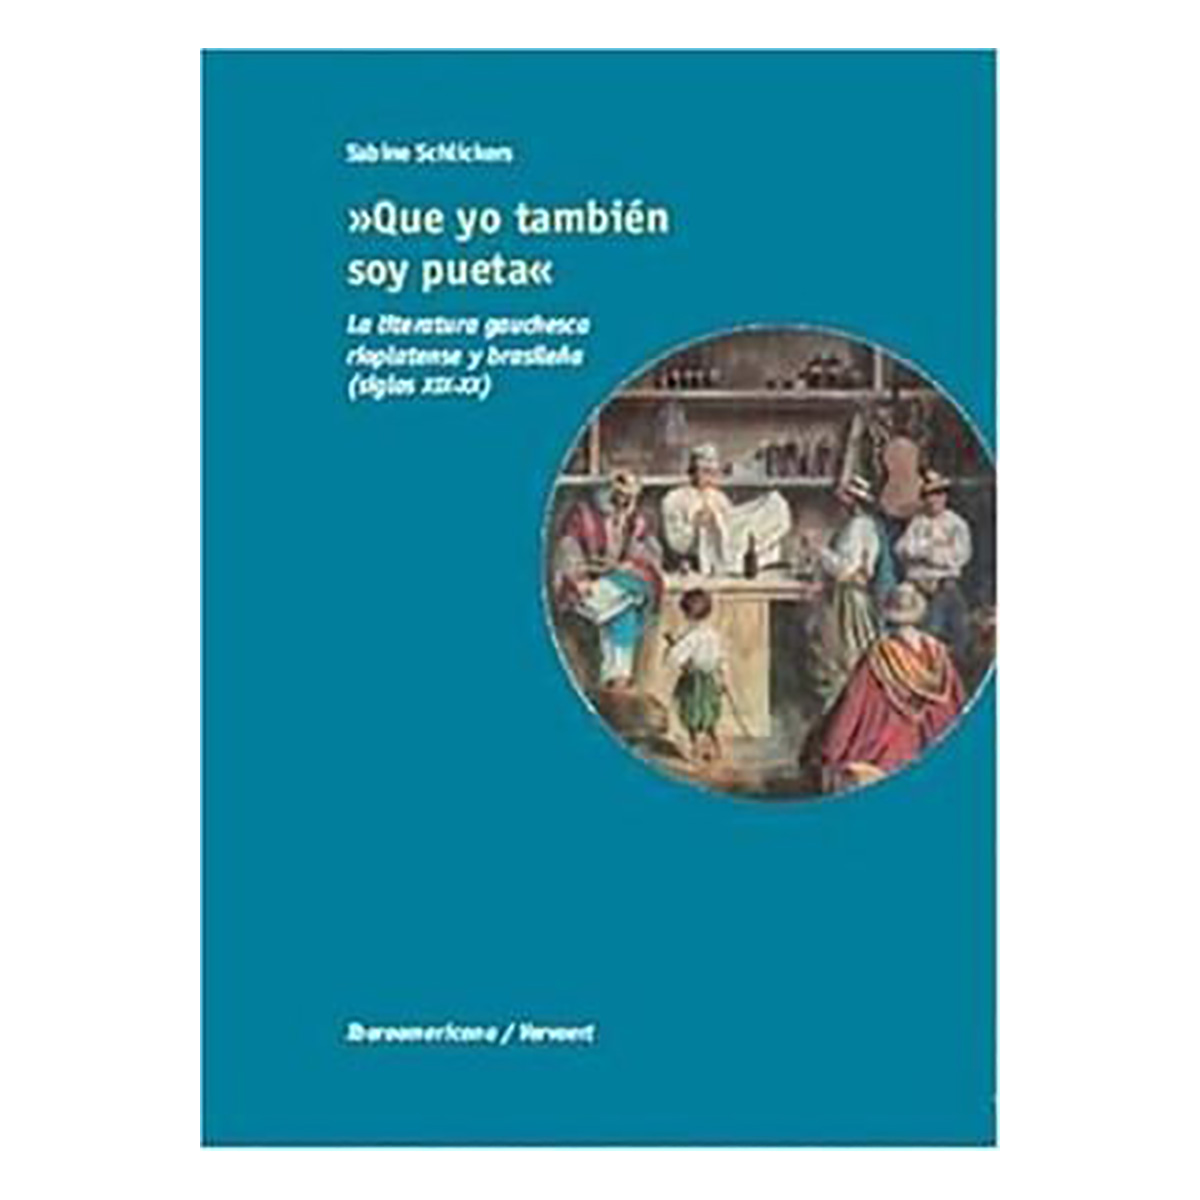 Sabine Schlickers
»Que yo también
soy pueta«
La literatura gauchesca
rioplatense y brasileña
(siglos XIX-XX)
Iberoamericana / Vervuert